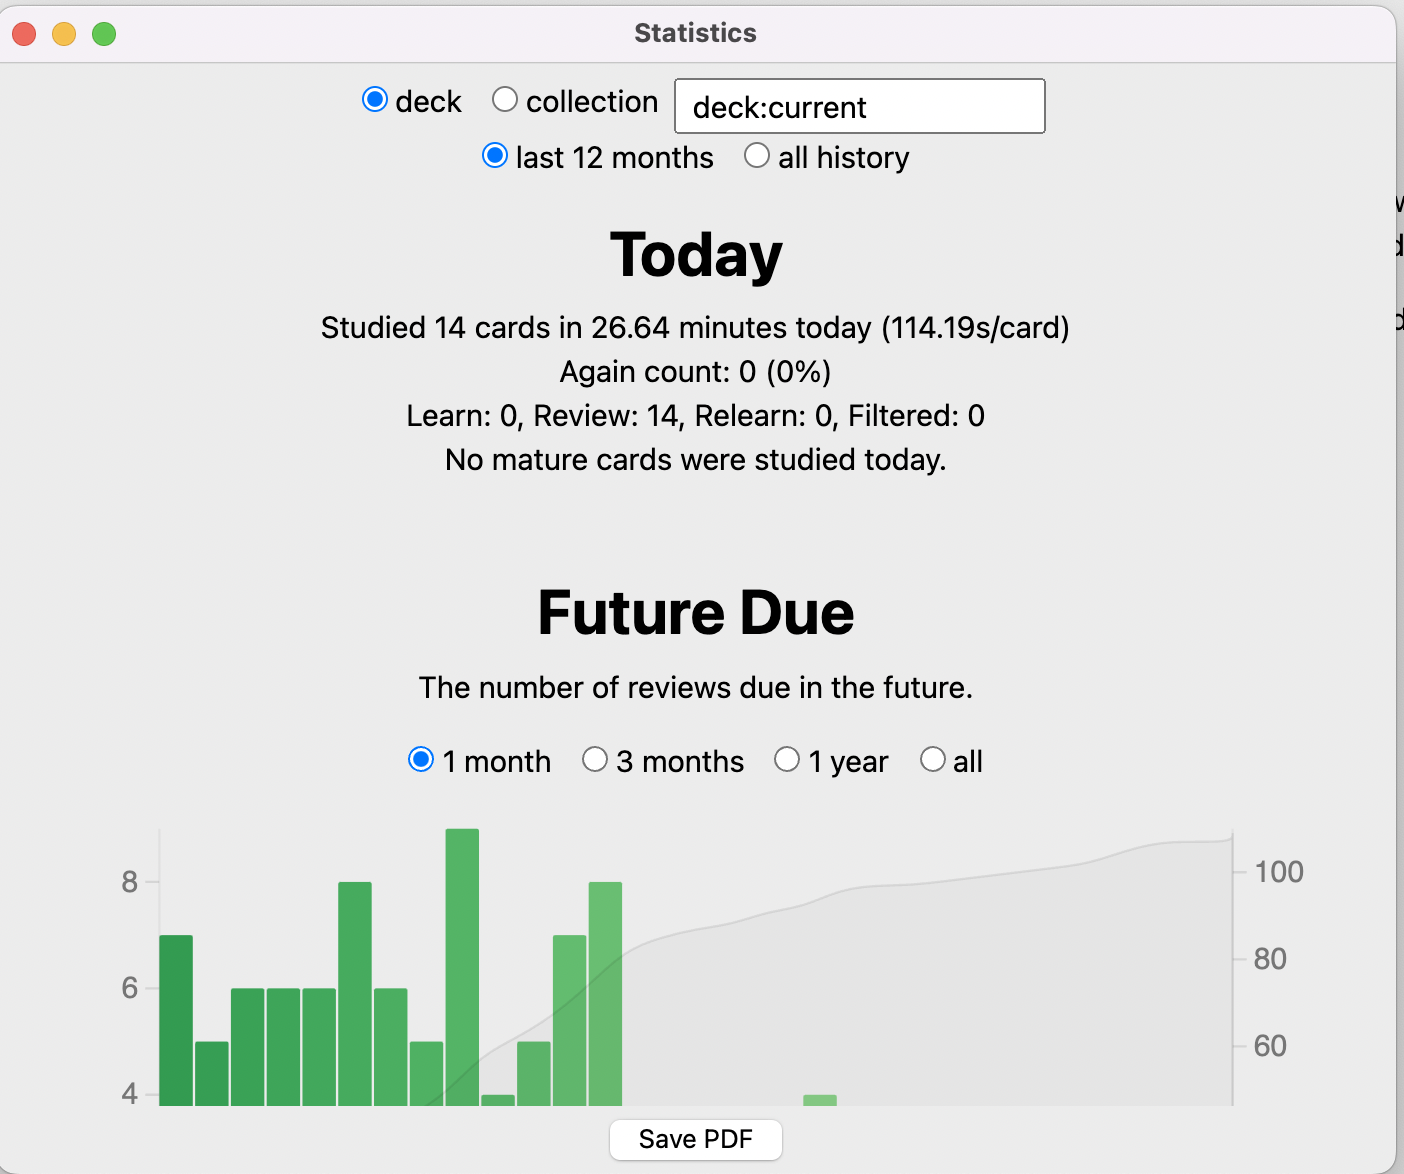 Statistics
deck collection deck:current
last 12 months all history
Today
Studied 14 cards in 26.64 minutes today (114.19s/card)
Again count: 0 (0%)
Learn: 0, Review: 14, Relearn: 0, Filtered: 0
No mature cards were studied today.
Future Due
The number of reviews due in the future.
1 month 3 months 1 year all
8 100
80
6
60
4
Save PDF